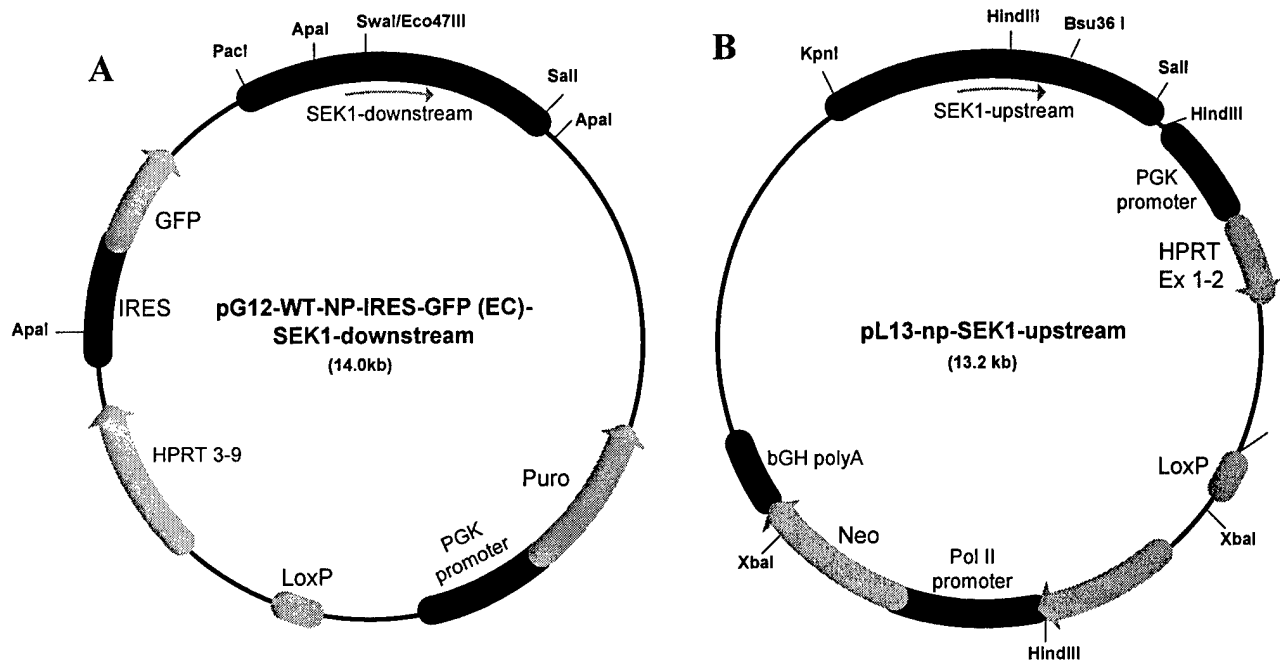 A
PacI
ApaI
SwaI/Eco47III
SalI
ApaI
SEK1-downstream
GFP
IRES
ApaI
pG12-WT-NP-IRES-GFP (EC)-
SEK1-downstream
(14.0kb)
HPRT 3-9
LoxP
PGK
promoter
Puro
B
KpnI
HindIII
Bsu36 I
SalI
HindIII
SEK1-upstream
PGK
promoter
HPRT
Ex 1-2
pL13-np-SEK1-upstream
(13.2 kb)
bGH polyA
LoxP
XbaI
Neo
Pol II
promoter
XbaI
HindIII